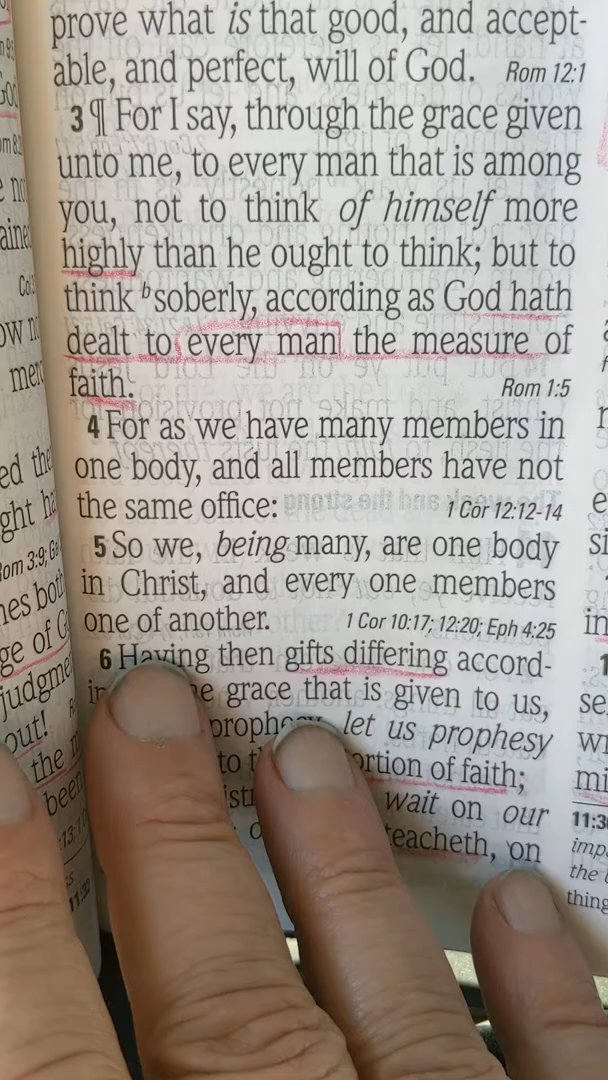 prove what is that good, and accept-
able, and perfect, will of God. Rom 12:1
3 ¶ For I say, through the grace given
unto me, to every man that is among
you, not to think of himself more
highly than he ought to think; but to
think b soberly, according as God hath
dealt to every man the measure of
faith. Rom 1:5
4 For as we have many members in
one body, and all members have not
the same office: 1 Cor 12:12-14
5 So we, being many, are one body
in Christ, and every one members
one of another. 1 Cor 10:17; 12:20; Eph 4:25
6 Having then gifts differing accord-
grace that is given to us,
let us prophesy
of faith;
wait on our
teacheth, on